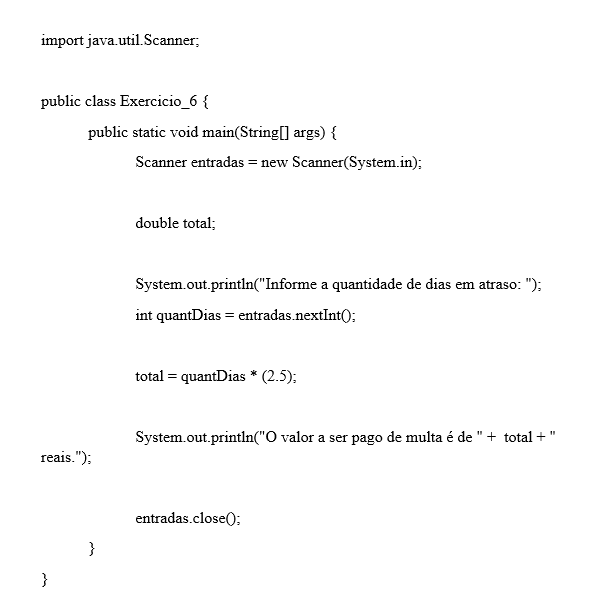 import java.util.Scanner;
public class Exercicio_6 {
public static void main(String[] args) {
Scanner entradas = new Scanner(System.in);
double total;
System.out.println("Informe a quantidade de dias em atraso: ");
int quantDias = entradas.nextInt();
total = quantDias * (2.5);
System.out.println("O valor a ser pago de multa é de " +  total + "
reais.");
entradas.close();
}
}